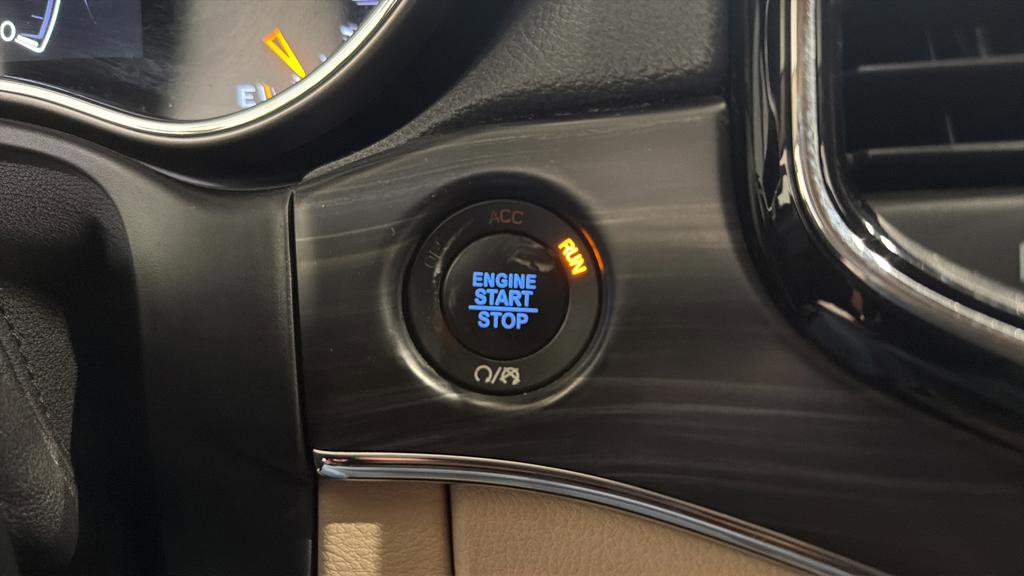 E
ACC
RUN
ENGINE
START
STOP